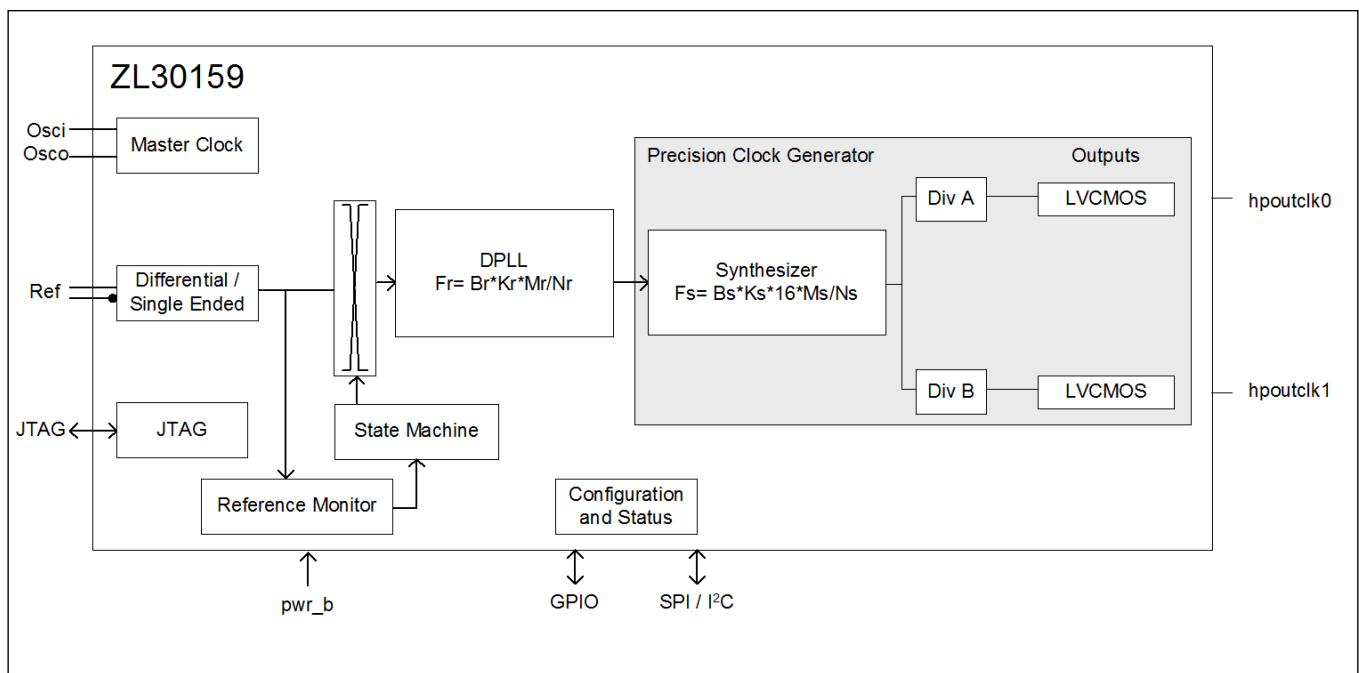 ZL30159
Osci
Osco
Master Clock
Precision Clock Generator
Outputs
Div A
LVCMOS
hpoutclk0
Ref
Differential /
Single Ended
DPLL
Fr= Br*Kr*Mr/Nr
Synthesizer
Fs= Bs*Ks*16*Ms/Ns
Div B
LVCMOS
hpoutclk1
JTAG
JTAG
State Machine
Reference Monitor
Configuration
and Status
pwr_b
GPIO
SPI / I²C